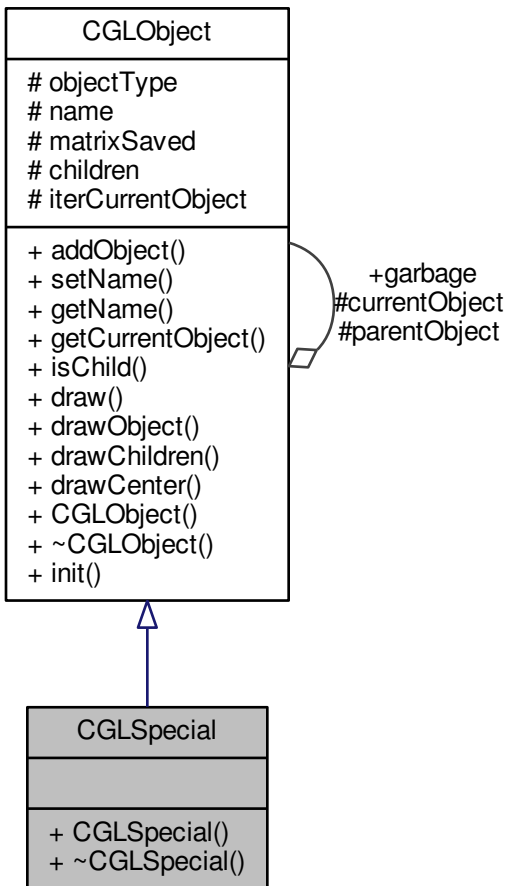 CGLObject
# objectType
# name
# matrixSaved
# children
# iterCurrentObject
+ addObject()
+ setName()
+ getName()
+ getCurrentObject()
+ isChild()
+ draw()
+ drawObject()
+ drawChildren()
+ drawCenter()
+ CGLObject()
+ ~CGLObject()
+ init()
+garbage
#currentObject
#parentObject
CGLSpecial
+ CGLSpecial()
+ ~CGLSpecial()